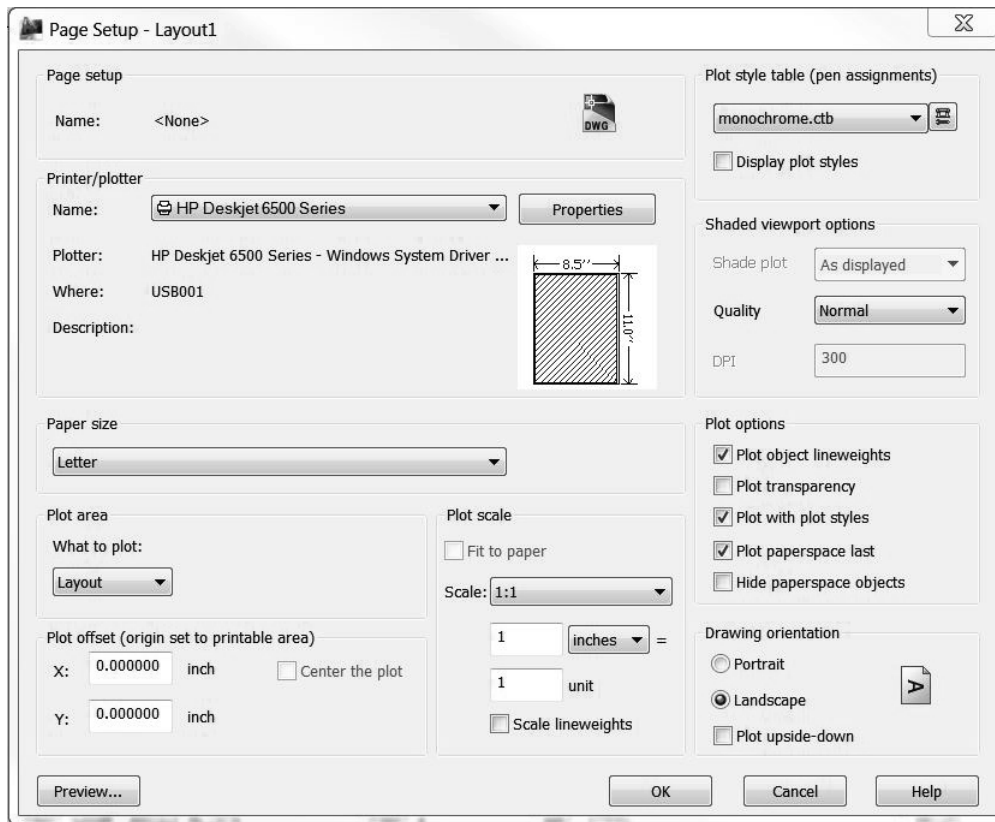 Page Setup - Layout1
Page setup
Name: <None>
DWG
Printer/plotter
Name: HP Deskjet 6500 Series Properties
Plotter: HP Deskjet 6500 Series - Windows System Driver ...
Where: USB001
Description:
8.5''
11.0''
Paper size
Letter
Plot area
What to plot:
Layout
Plot offset (origin set to printable area)
X: 0.000000 inch Center the plot
Y: 0.000000 inch
Plot scale
Fit to paper
Scale: 1:1
1 inches =
1 unit
Scale lineweights
Plot style table (pen assignments)
monochrome.ctb
Display plot styles
Shaded viewport options
Shade plot As displayed
Quality Normal
DPI 300
Plot options
Plot object lineweights
Plot transparency
Plot with plot styles
Plot paperspace last
Hide paperspace objects
Drawing orientation
Portrait
Landscape
A
Plot upside-down
Preview... OK Cancel Help